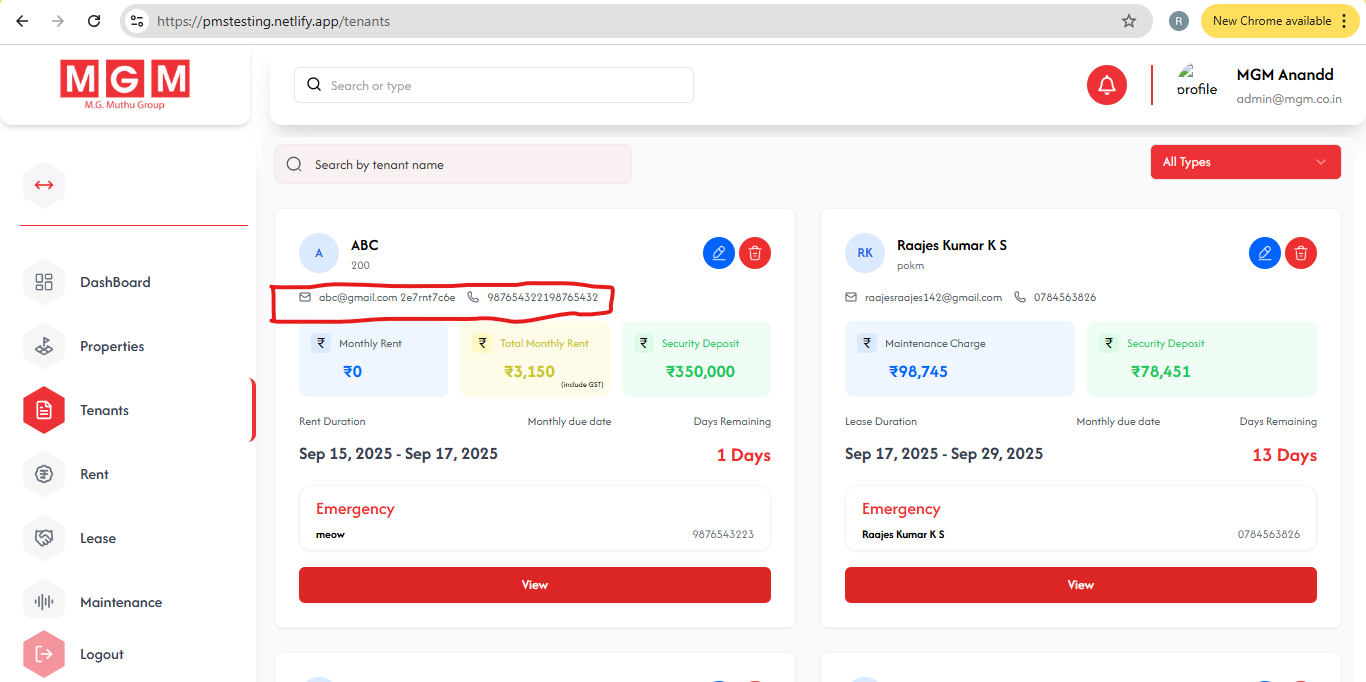 https://pmstesting.netlify.app/tenants
R
New Chrome available
MGM
M.G. Muthu Group
Search or type
profile
MGM Anandd
admin@mgm.co.in
Search by tenant name
All Types
DashBoard
Properties
Tenants
Rent
Lease
Maintenance
Logout
A
ABC
200
abc@gmail.com 2e7rnt7c6e 987654322198765432
₹ Monthly Rent
₹0
₹ Total Monthly Rent
₹3,150
(include GST)
₹ Security Deposit
₹350,000
Rent Duration Monthly due date Days Remaining
Sep 15, 2025 - Sep 17, 2025 1 Days
Emergency
meow 9876543223
View
RK
Raajes Kumar K S
pokm
raajesraajes142@gmail.com 0784563826
₹ Maintenance Charge
₹98,745
₹ Security Deposit
₹78,451
Lease Duration Monthly due date Days Remaining
Sep 17, 2025 - Sep 29, 2025 13 Days
Emergency
Raajes Kumar K S 0784563826
View